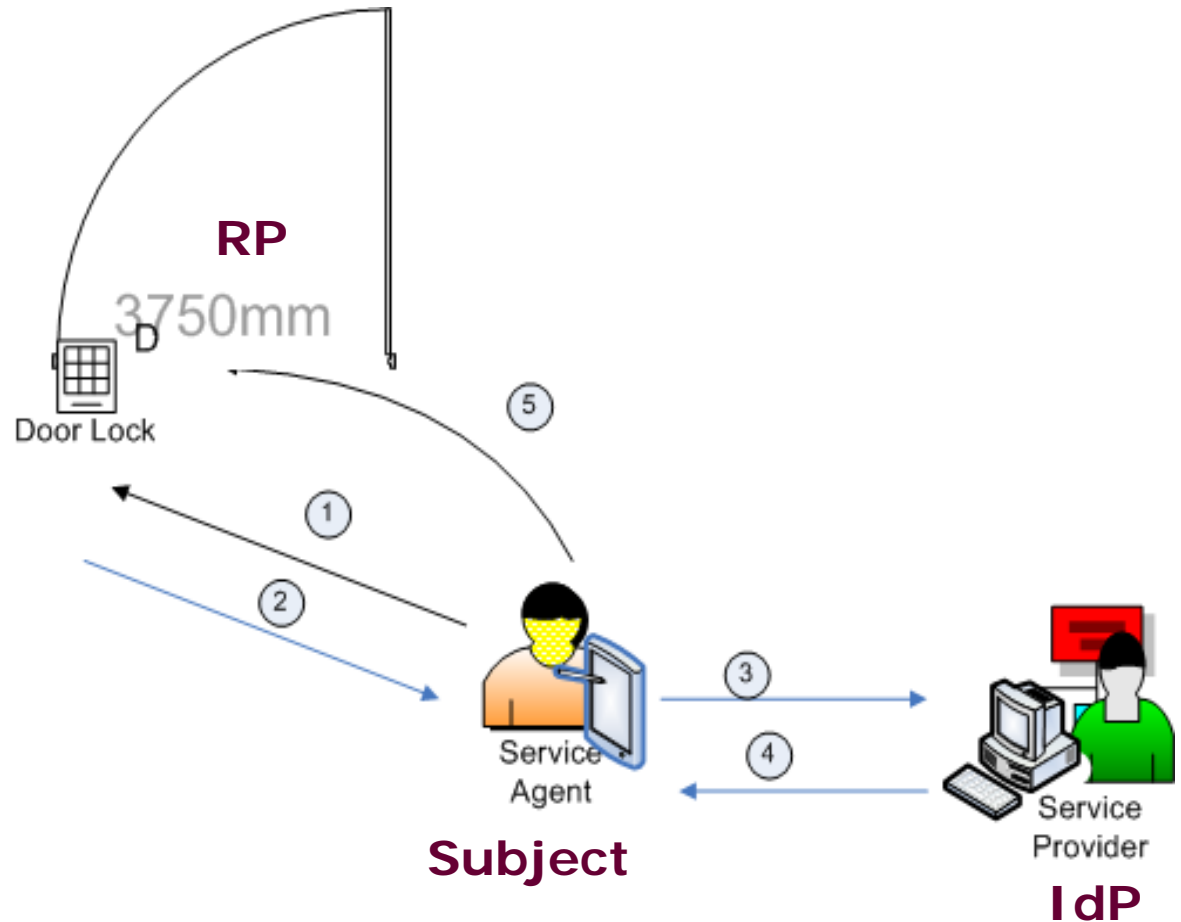 RP
3750mm
D
Door Lock
5
1
2
3
4
Service
Agent
Subject
Service
Provider
IdP